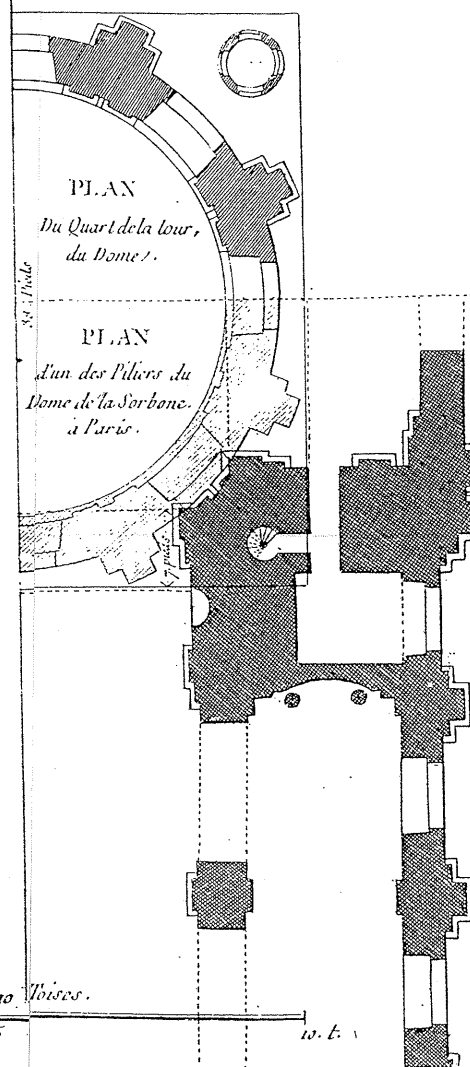 PLAN
Du Quart de la tour,
du Dome.
PLAN
d'un des Piliers du
Dome de la Sorbone.
à Paris.
Toises.
10. t.